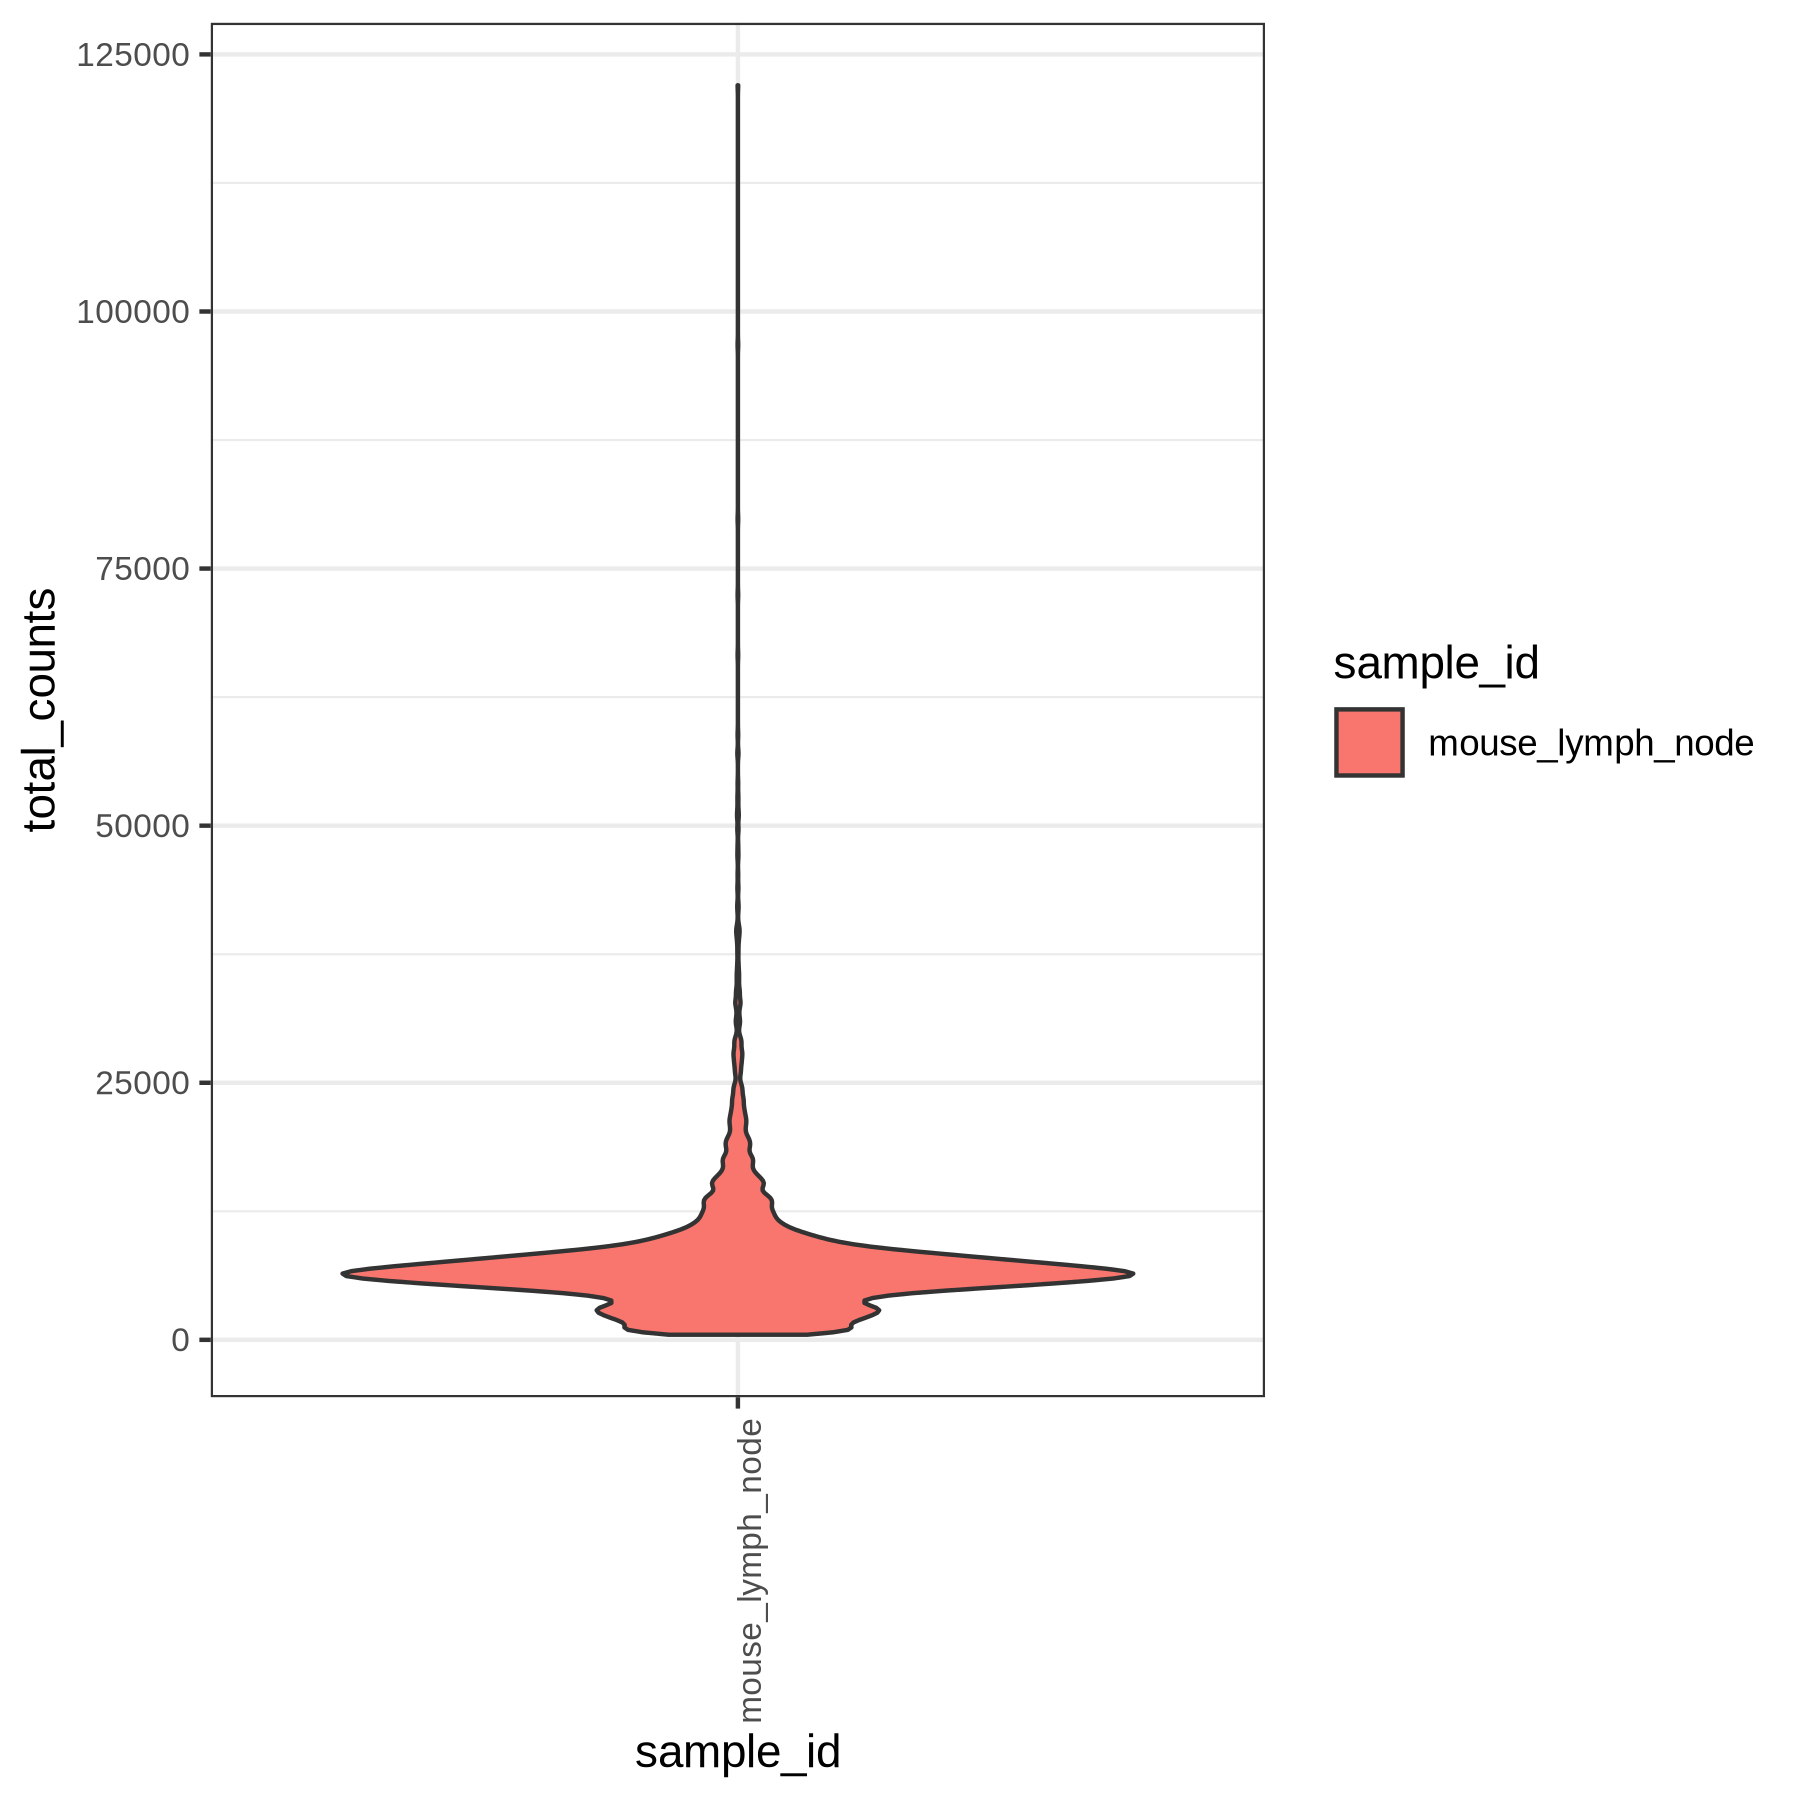 125000
100000
75000
50000
25000
0
total_counts
mouse_lymph_node
sample_id
sample_id
mouse_lymph_node